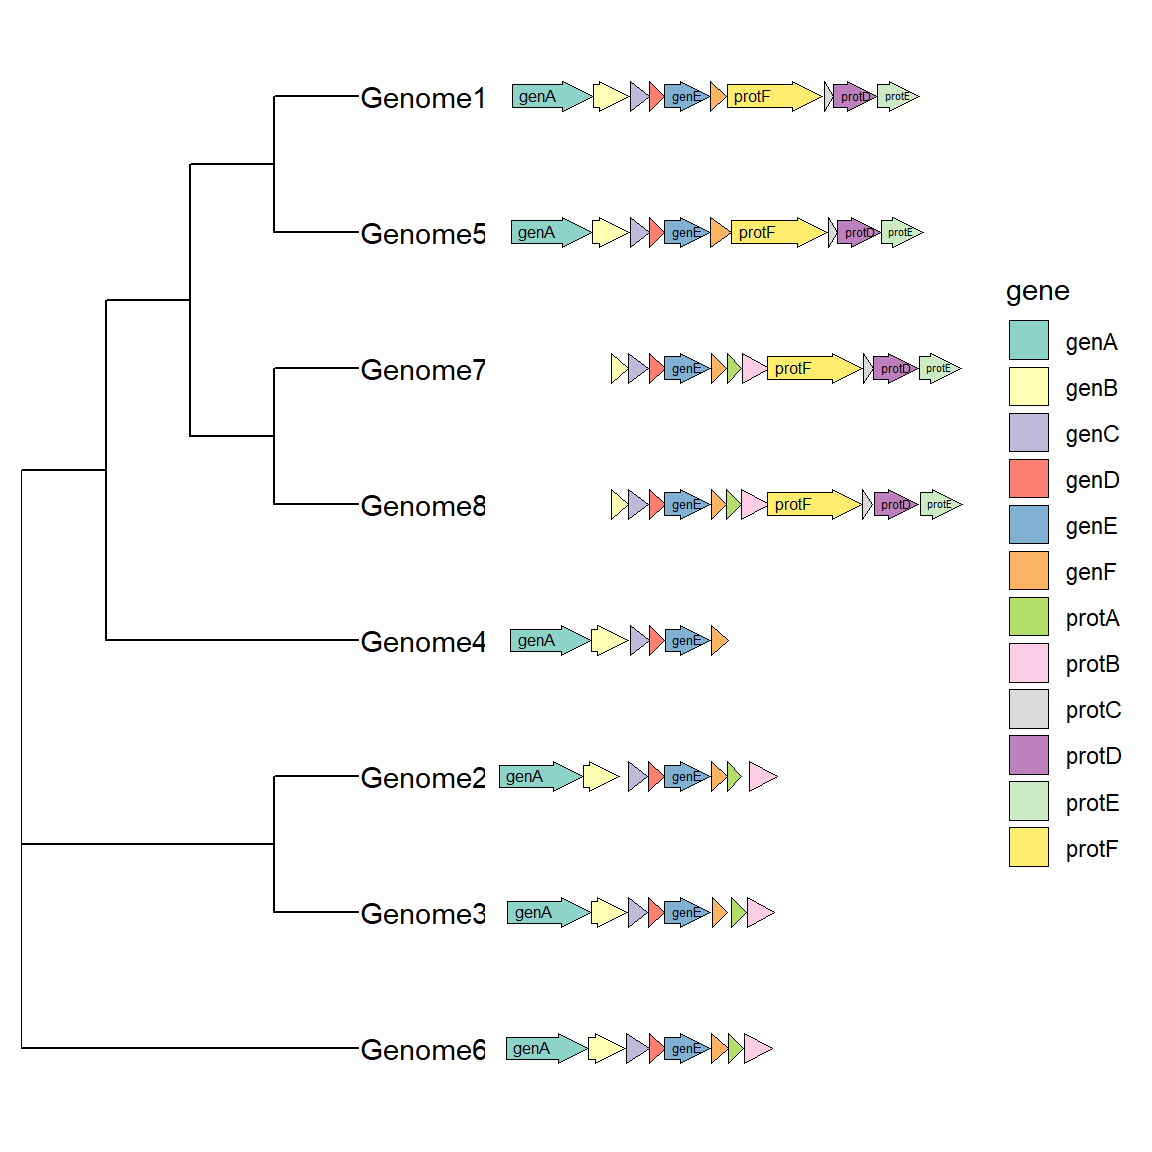 Genome1 genA genE protF protD protE
Genome5 genA genE protF protD protE
Genome7 genE protF protD protE
Genome8 genE protF protD protE
Genome4 genA genE
Genome2 genA genE
Genome3 genA genE
Genome6 genA genE
gene
genA
genB
genC
genD
genE
genF
protA
protB
protC
protD
protE
protF